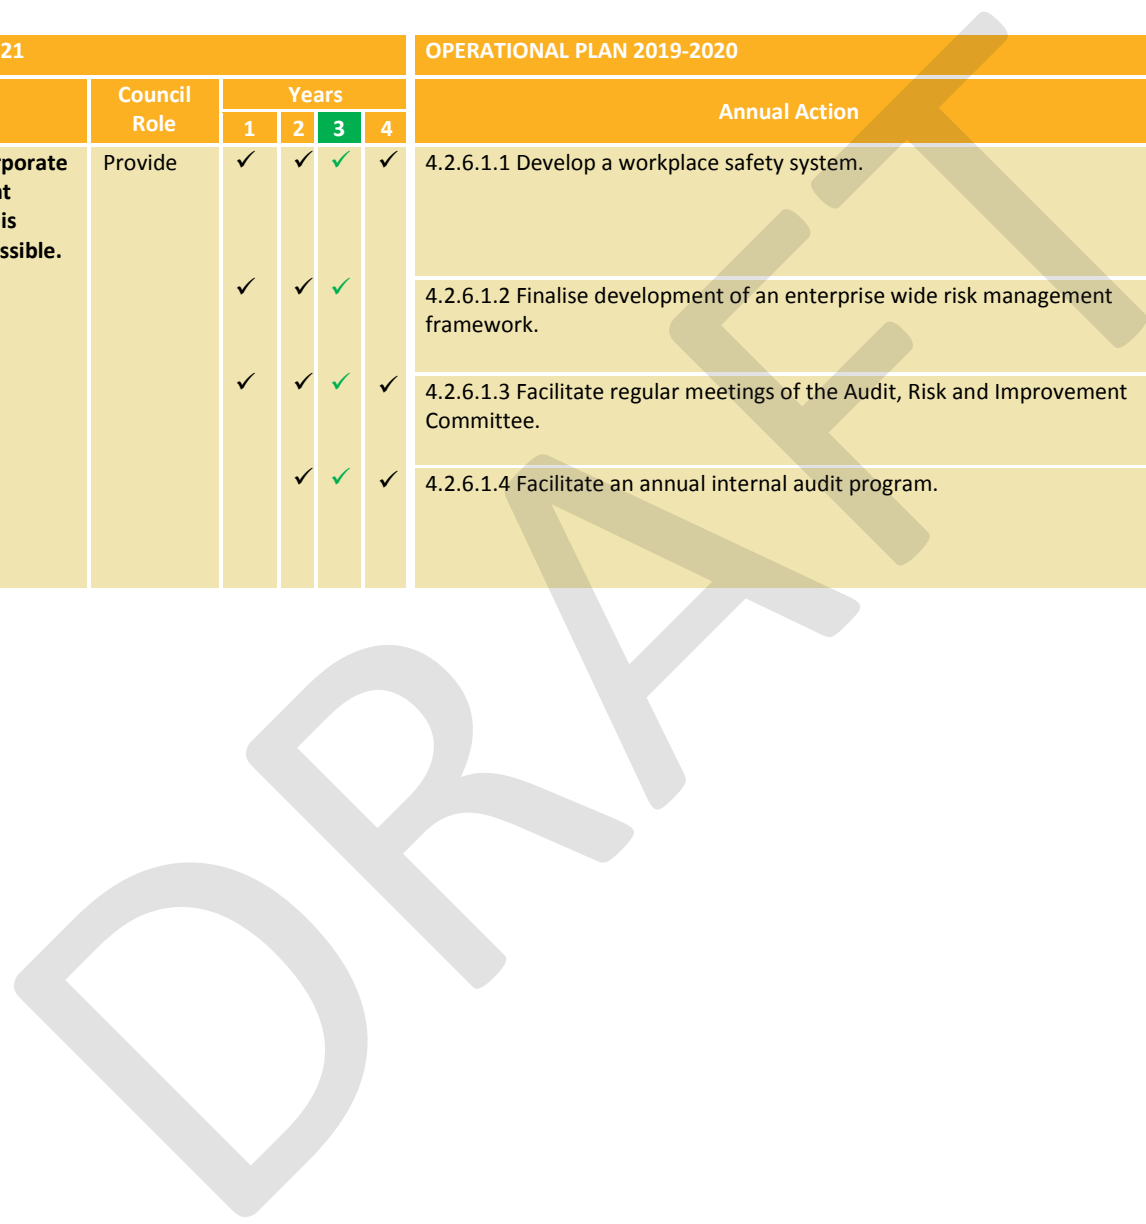 21
OPERATIONAL PLAN 2019-2020
Council
Role
Years
1 2 3 4
Annual Action
porate
t
is
ssible.
Provide
✓ ✓ ✓ ✓
4.2.6.1.1 Develop a workplace safety system.
✓ ✓ ✓
4.2.6.1.2 Finalise development of an enterprise wide risk management
framework.
✓ ✓ ✓ ✓
4.2.6.1.3 Facilitate regular meetings of the Audit, Risk and Improvement
Committee.
✓ ✓ ✓
4.2.6.1.4 Facilitate an annual internal audit program.
DRAFT